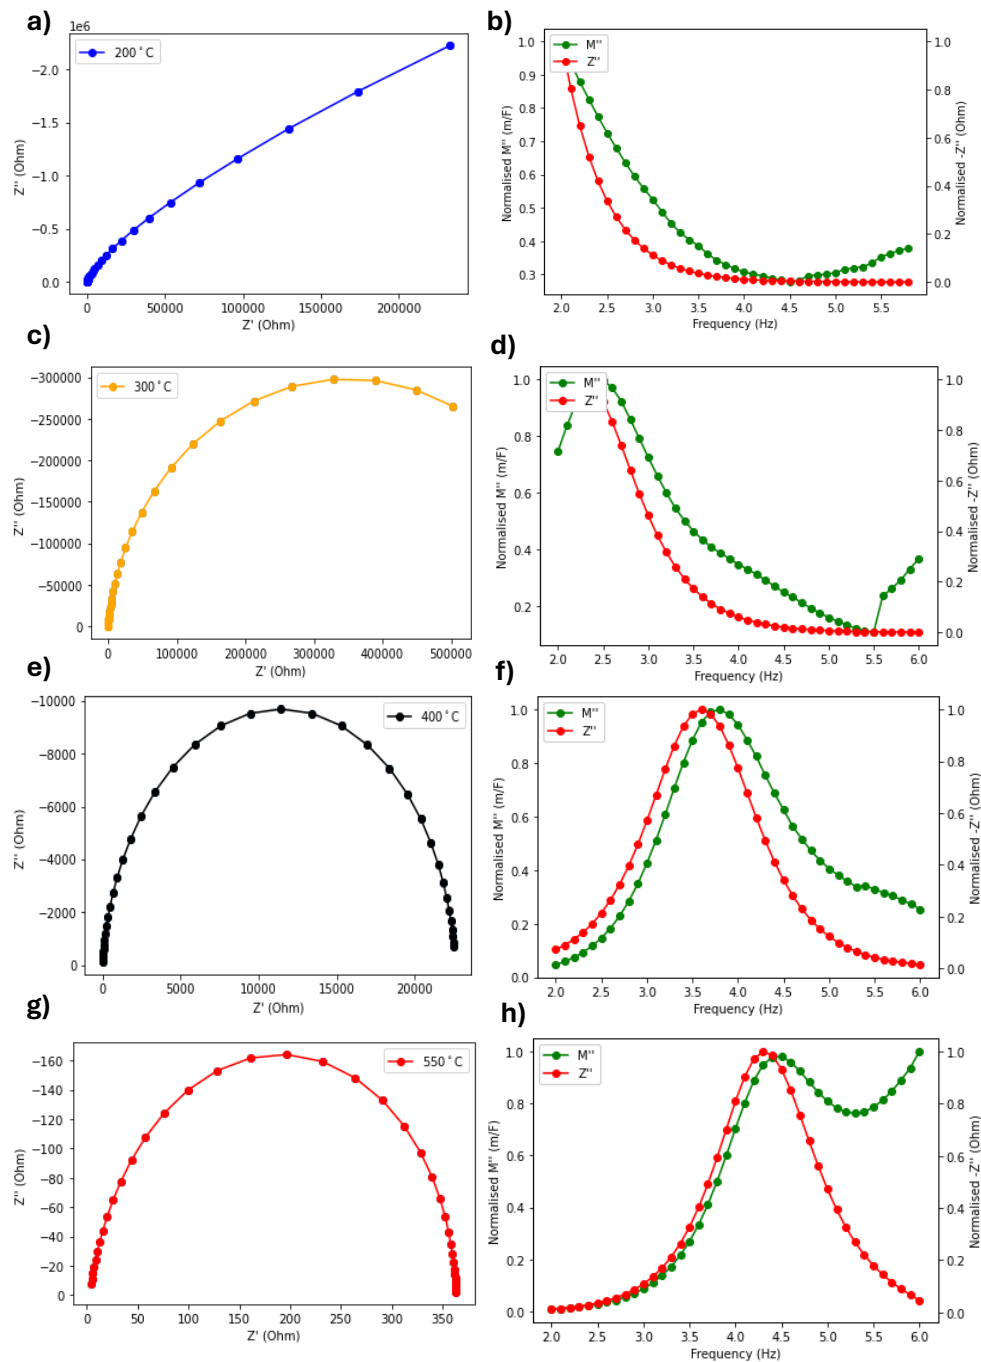 a)
1e6
200°C
−2.0
−1.5
−1.0
−0.5
0.0
Z'' (Ohm)
0 50000 100000 150000 200000
Z' (Ohm)
b)
M''
Z''
1.0
0.9
0.8
0.7
0.6
0.5
0.4
0.3
Normalised M'' (m/F)
1.0
0.8
0.6
0.4
0.2
0.0
Normalised -Z'' (Ohm)
2.0 2.5 3.0 3.5 4.0 4.5 5.0 5.5
Frequency (Hz)
c)
300°C
−300000
−250000
−200000
−150000
−100000
−50000
0
Z'' (Ohm)
0 100000 200000 300000 400000 500000
Z' (Ohm)
d)
M''
Z''
1.0
0.8
0.6
0.4
0.2
Normalised M'' (m/F)
1.0
0.8
0.6
0.4
0.2
0.0
Normalised -Z'' (Ohm)
2.0 2.5 3.0 3.5 4.0 4.5 5.0 5.5 6.0
Frequency (Hz)
e)
400°C
−10000
−8000
−6000
−4000
−2000
0
Z'' (Ohm)
0 5000 10000 15000 20000
Z' (Ohm)
f)
M''
Z''
1.0
0.8
0.6
0.4
0.2
0.0
Normalised M'' (m/F)
1.0
0.8
0.6
0.4
0.2
0.0
Normalised -Z'' (Ohm)
2.0 2.5 3.0 3.5 4.0 4.5 5.0 5.5 6.0
Frequency (Hz)
g)
550°C
−160
−140
−120
−100
−80
−60
−40
−20
0
Z'' (Ohm)
0 50 100 150 200 250 300 350
Z' (Ohm)
h)
M''
Z''
1.0
0.8
0.6
0.4
0.2
0.0
Normalised M'' (m/F)
1.0
0.8
0.6
0.4
0.2
0.0
Normalised -Z'' (Ohm)
2.0 2.5 3.0 3.5 4.0 4.5 5.0 5.5 6.0
Frequency (Hz)